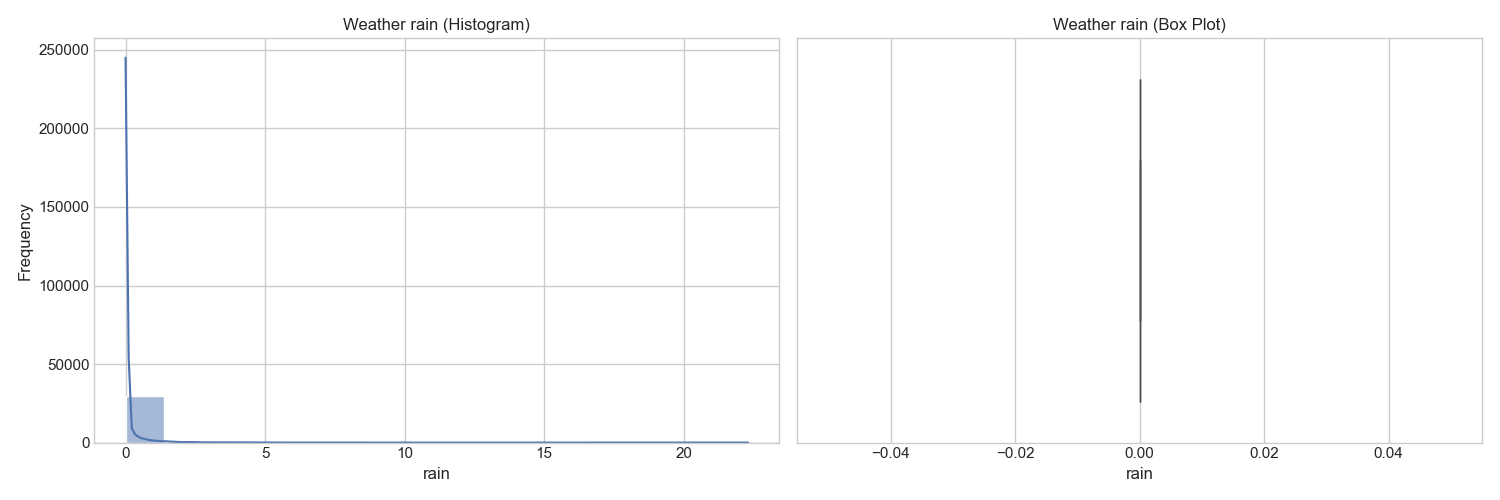 Weather rain (Histogram)
Frequency
250000
200000
150000
100000
50000
0
0 5 10 15 20
rain
Weather rain (Box Plot)
−0.04 −0.02 0.00 0.02 0.04
rain